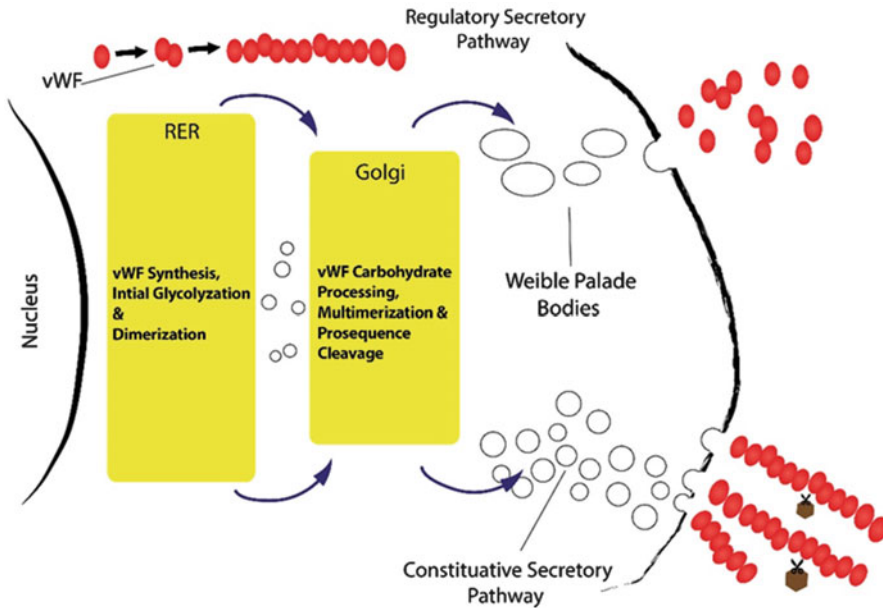 Regulatory Secretory
Pathway
vWF
RER
Golgi
Nucleus
vWF Synthesis,
Intial Glycolyzation
&
Dimerization
vWF Carbohydrate
Processing,
Multimerization &
Prosequence
Cleavage
Weible Palade
Bodies
Constituative Secretory
Pathway